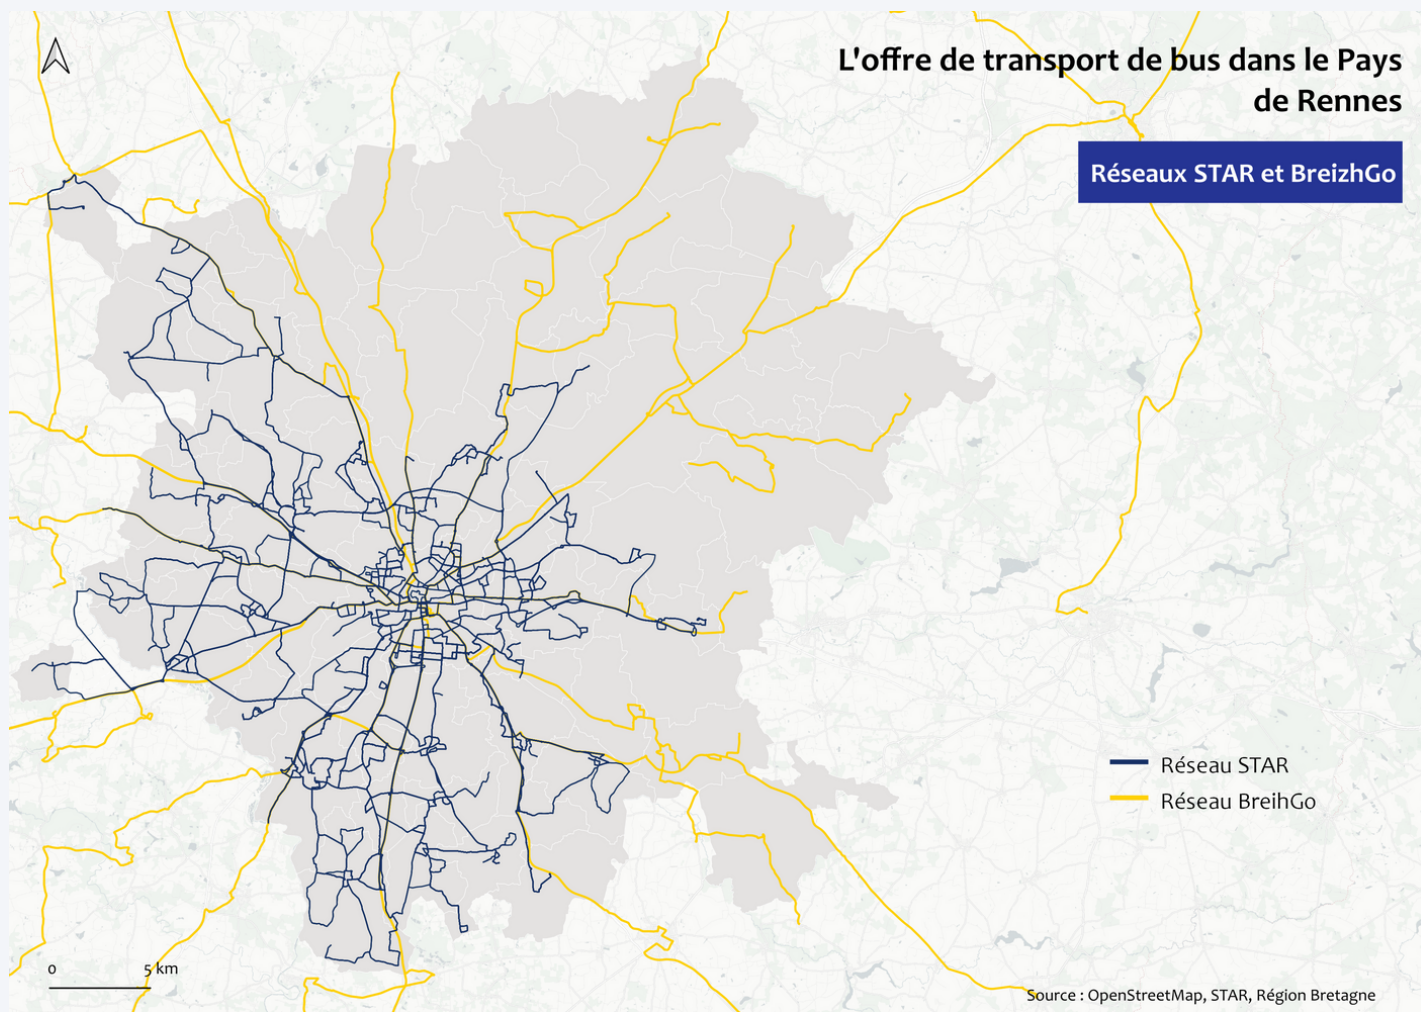 L'offre de transport de bus dans le Pays
de Rennes
Réseaux STAR et BreizhGo
Réseau STAR
Réseau BreihGo
0 5 km
Source : OpenStreetMap, STAR, Région Bretagne